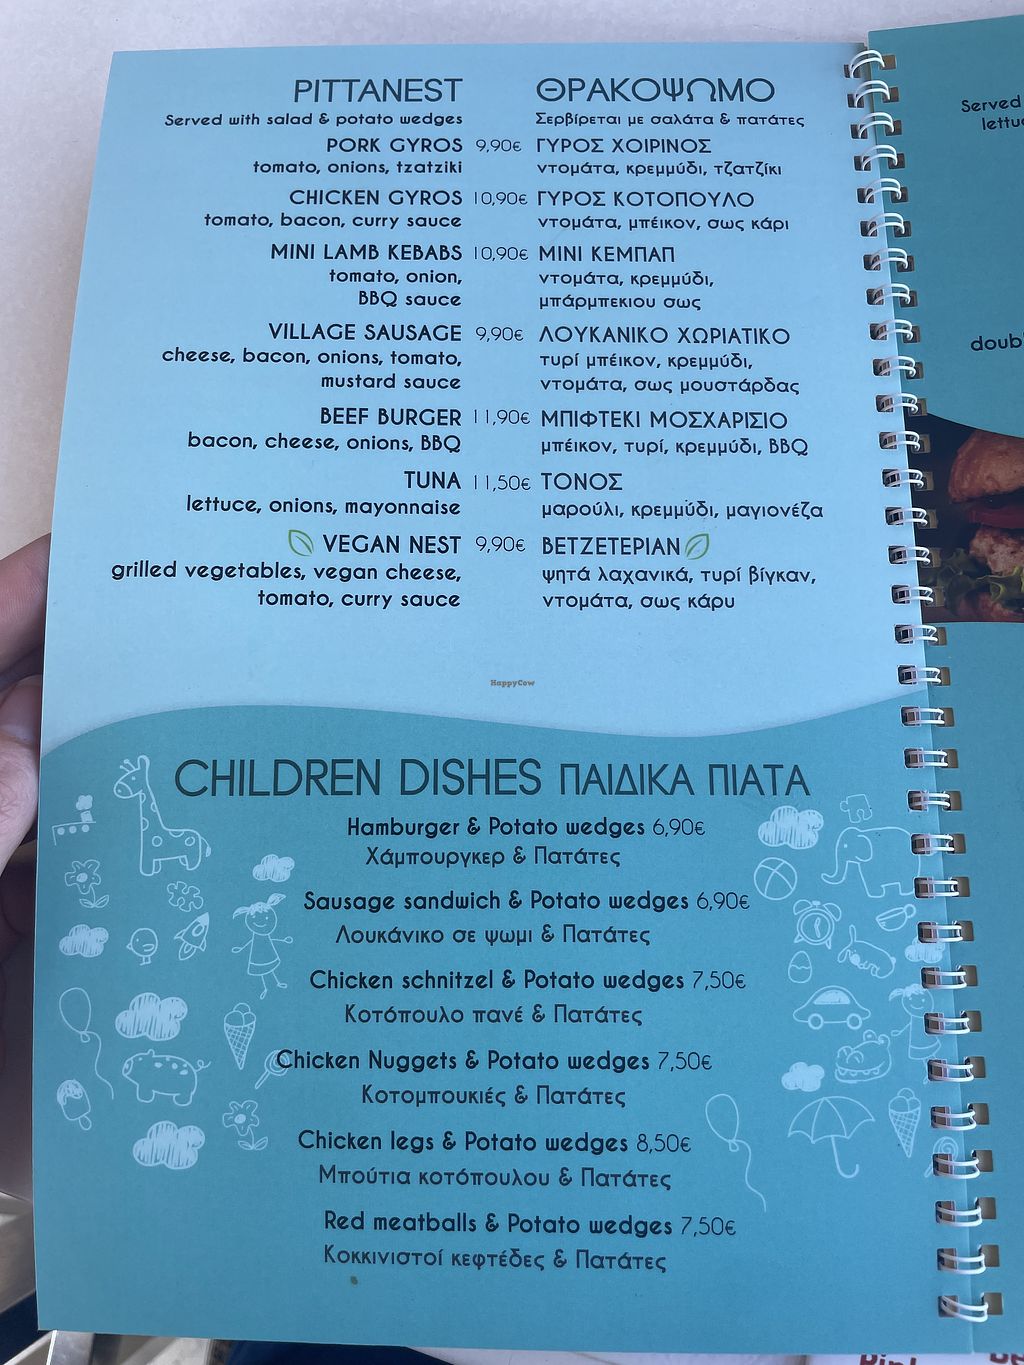 PITTANEST ΘΡΑΚΟΨΩΜΟ
Served with salad & potato wedges Σερβίρεται με σαλάτα & πατάτες
PORK GYROS 9,90€ ΓΥΡΟΣ ΧΟΙΡΙΝΟΣ
tomato, onions, tzatziki ντομάτα, κρεμμύδι, τζατζίκι
CHICKEN GYROS 10,90€ ΓΥΡΟΣ ΚΟΤΟΠΟΥΛΟ
tomato, bacon, curry sauce ντομάτα, μπέικον, σως κάρι
MINI LAMB KEBABS 10,90€ ΜΙΝΙ ΚΕΜΠΑΠ
tomato, onion, ντομάτα, κρεμμύδι,
BBQ sauce μπάρμπεκιου σως
VILLAGE SAUSAGE 9,90€ ΛΟΥΚΑΝΙΚΟ ΧΩΡΙΑΤΙΚΟ
cheese, bacon, onions, tomato, τυρί μπέικον, κρεμμύδι,
mustard sauce ντομάτα, σως μουστάρδας
BEEF BURGER 11,90€ ΜΠΙΦΤΕΚΙ ΜΟΣΧΑΡΙΣΙΟ
bacon, cheese, onions, BBQ μπέικον, τυρί, κρεμμύδι, BBQ
TUNA 11,50€ ΤΟΝΟΣ
lettuce, onions, mayonnaise μαρούλι, κρεμμύδι, μαγιονέζα
VEGAN NEST 9,90€ ΒΕΤΖΕΤΕΡΙΑΝ
grilled vegetables, vegan cheese, ψητά λαχανικά, τυρί βίγκαν,
tomato, curry sauce ντομάτα, σως κάρυ
HappyCow
CHILDREN DISHES ΠΑΙΔΙΚΑ ΠΙΑΤΑ
Hamburger & Potato wedges 6,90€
Χάμπουργκερ & Πατάτες
Sausage sandwich & Potato wedges 6,90€
Λουκάνικο σε ψωμι & Πατάτες
Chicken schnitzel & Potato wedges 7,50€
Κοτόπουλο πανέ & Πατάτες
Chicken Nuggets & Potato wedges 7,50€
Κοτομπουκιές & Πατάτες
Chicken legs & Potato wedges 8,50€
Μπούτια κοτόπουλου & Πατάτες
Red meatballs & Potato wedges 7,50€
Κοκκινιστοί κεφτέδες & Πατάτες
Served